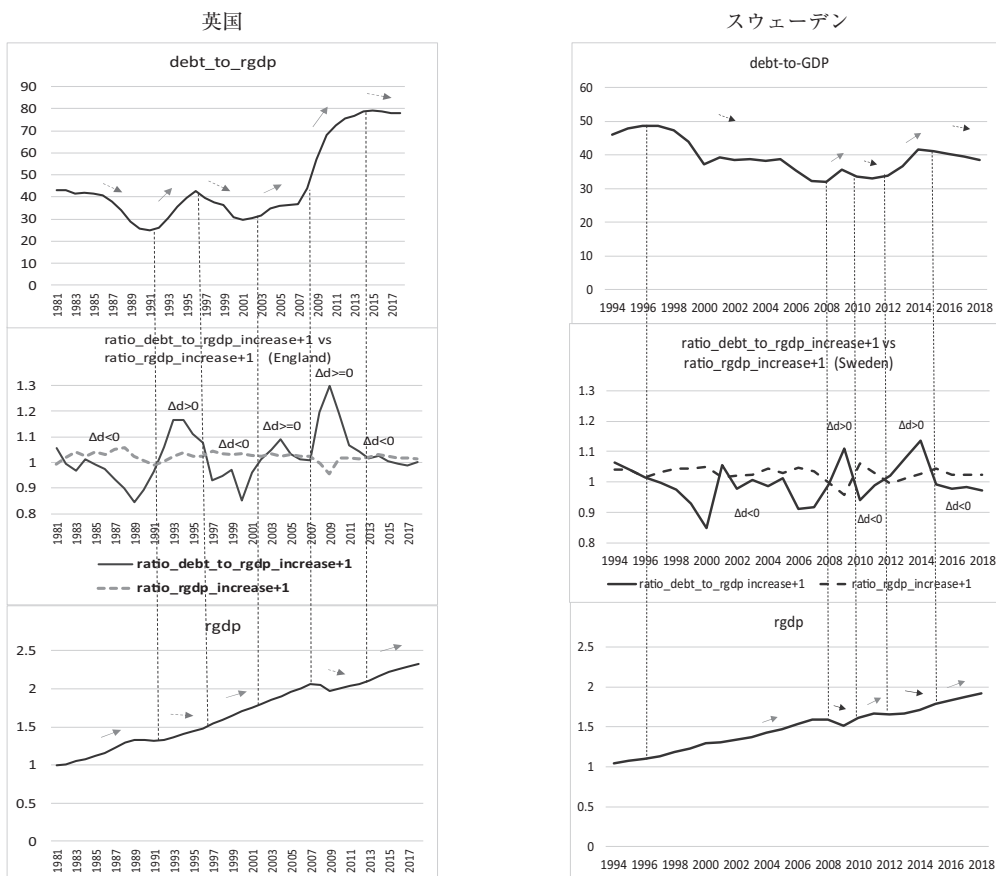 英国
スウェーデン
debt_to_rgdp
90
80
70
60
50
40
30
20
10
0
1981 1983 1985 1987 1989 1991 1993 1995 1997 1999 2001 2003 2005 2007 2009 2011 2013 2015 2017
ratio_debt_to_rgdp_increase+1 vs
ratio_rgdp_increase+1 (England)
1.3
1.2
1.1
1
0.9
0.8
Δd<0
Δd>0
Δd<0
Δd>=0
Δd>=0
Δd<0
1981 1983 1985 1987 1989 1991 1993 1995 1997 1999 2001 2003 2005 2007 2009 2011 2013 2015 2017
ratio_debt_to_rgdp_increase+1
ratio_rgdp_increase+1
rgdp
2.5
2
1.5
1
0.5
0
1981 1983 1985 1987 1989 1991 1993 1995 1997 1999 2001 2003 2005 2007 2009 2011 2013 2015 2017
debt-to-GDP
60
50
40
30
20
10
0
1994 1996 1998 2000 2002 2004 2006 2008 2010 2012 2014 2016 2018
ratio_debt_to_rgdp_increase+1 vs
ratio_rgdp_increase+1 (Sweden)
1.3
1.2
1.1
1
0.9
0.8
Δd<0
Δd>0
Δd<0
Δd>0
Δd<0
1994 1996 1998 2000 2002 2004 2006 2008 2010 2012 2014 2016 2018
ratio_debt_to_rgdp increase+1
ratio_rgdp_increase+1
rgdp
2.5
2
1.5
1
0.5
0
1994 1996 1998 2000 2002 2004 2006 2008 2010 2012 2014 2016 2018